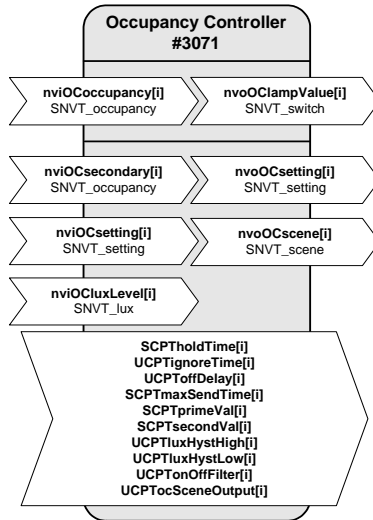 Occupancy Controller
#3071
nviOCoccupancy[i]
SNVT_occupancy
nvoOClampValue[i]
SNVT_switch
nviOCsecondary[i]
SNVT_occupancy
nvoOCsetting[i]
SNVT_setting
nviOCsetting[i]
SNVT_setting
nvoOCscene[i]
SNVT_scene
nviOCluxLevel[i]
SNVT_lux
SCPTholdTime[i]
UCPTignoreTime[i]
UCPToffDelay[i]
SCPTmaxSendTime[i]
SCPTprimeVal[i]
SCPTsecondVal[i]
UCPTluxHystHigh[i]
UCPTluxHystLow[i]
UCPTonOffFilter[i]
UCPTocSceneOutput[i]